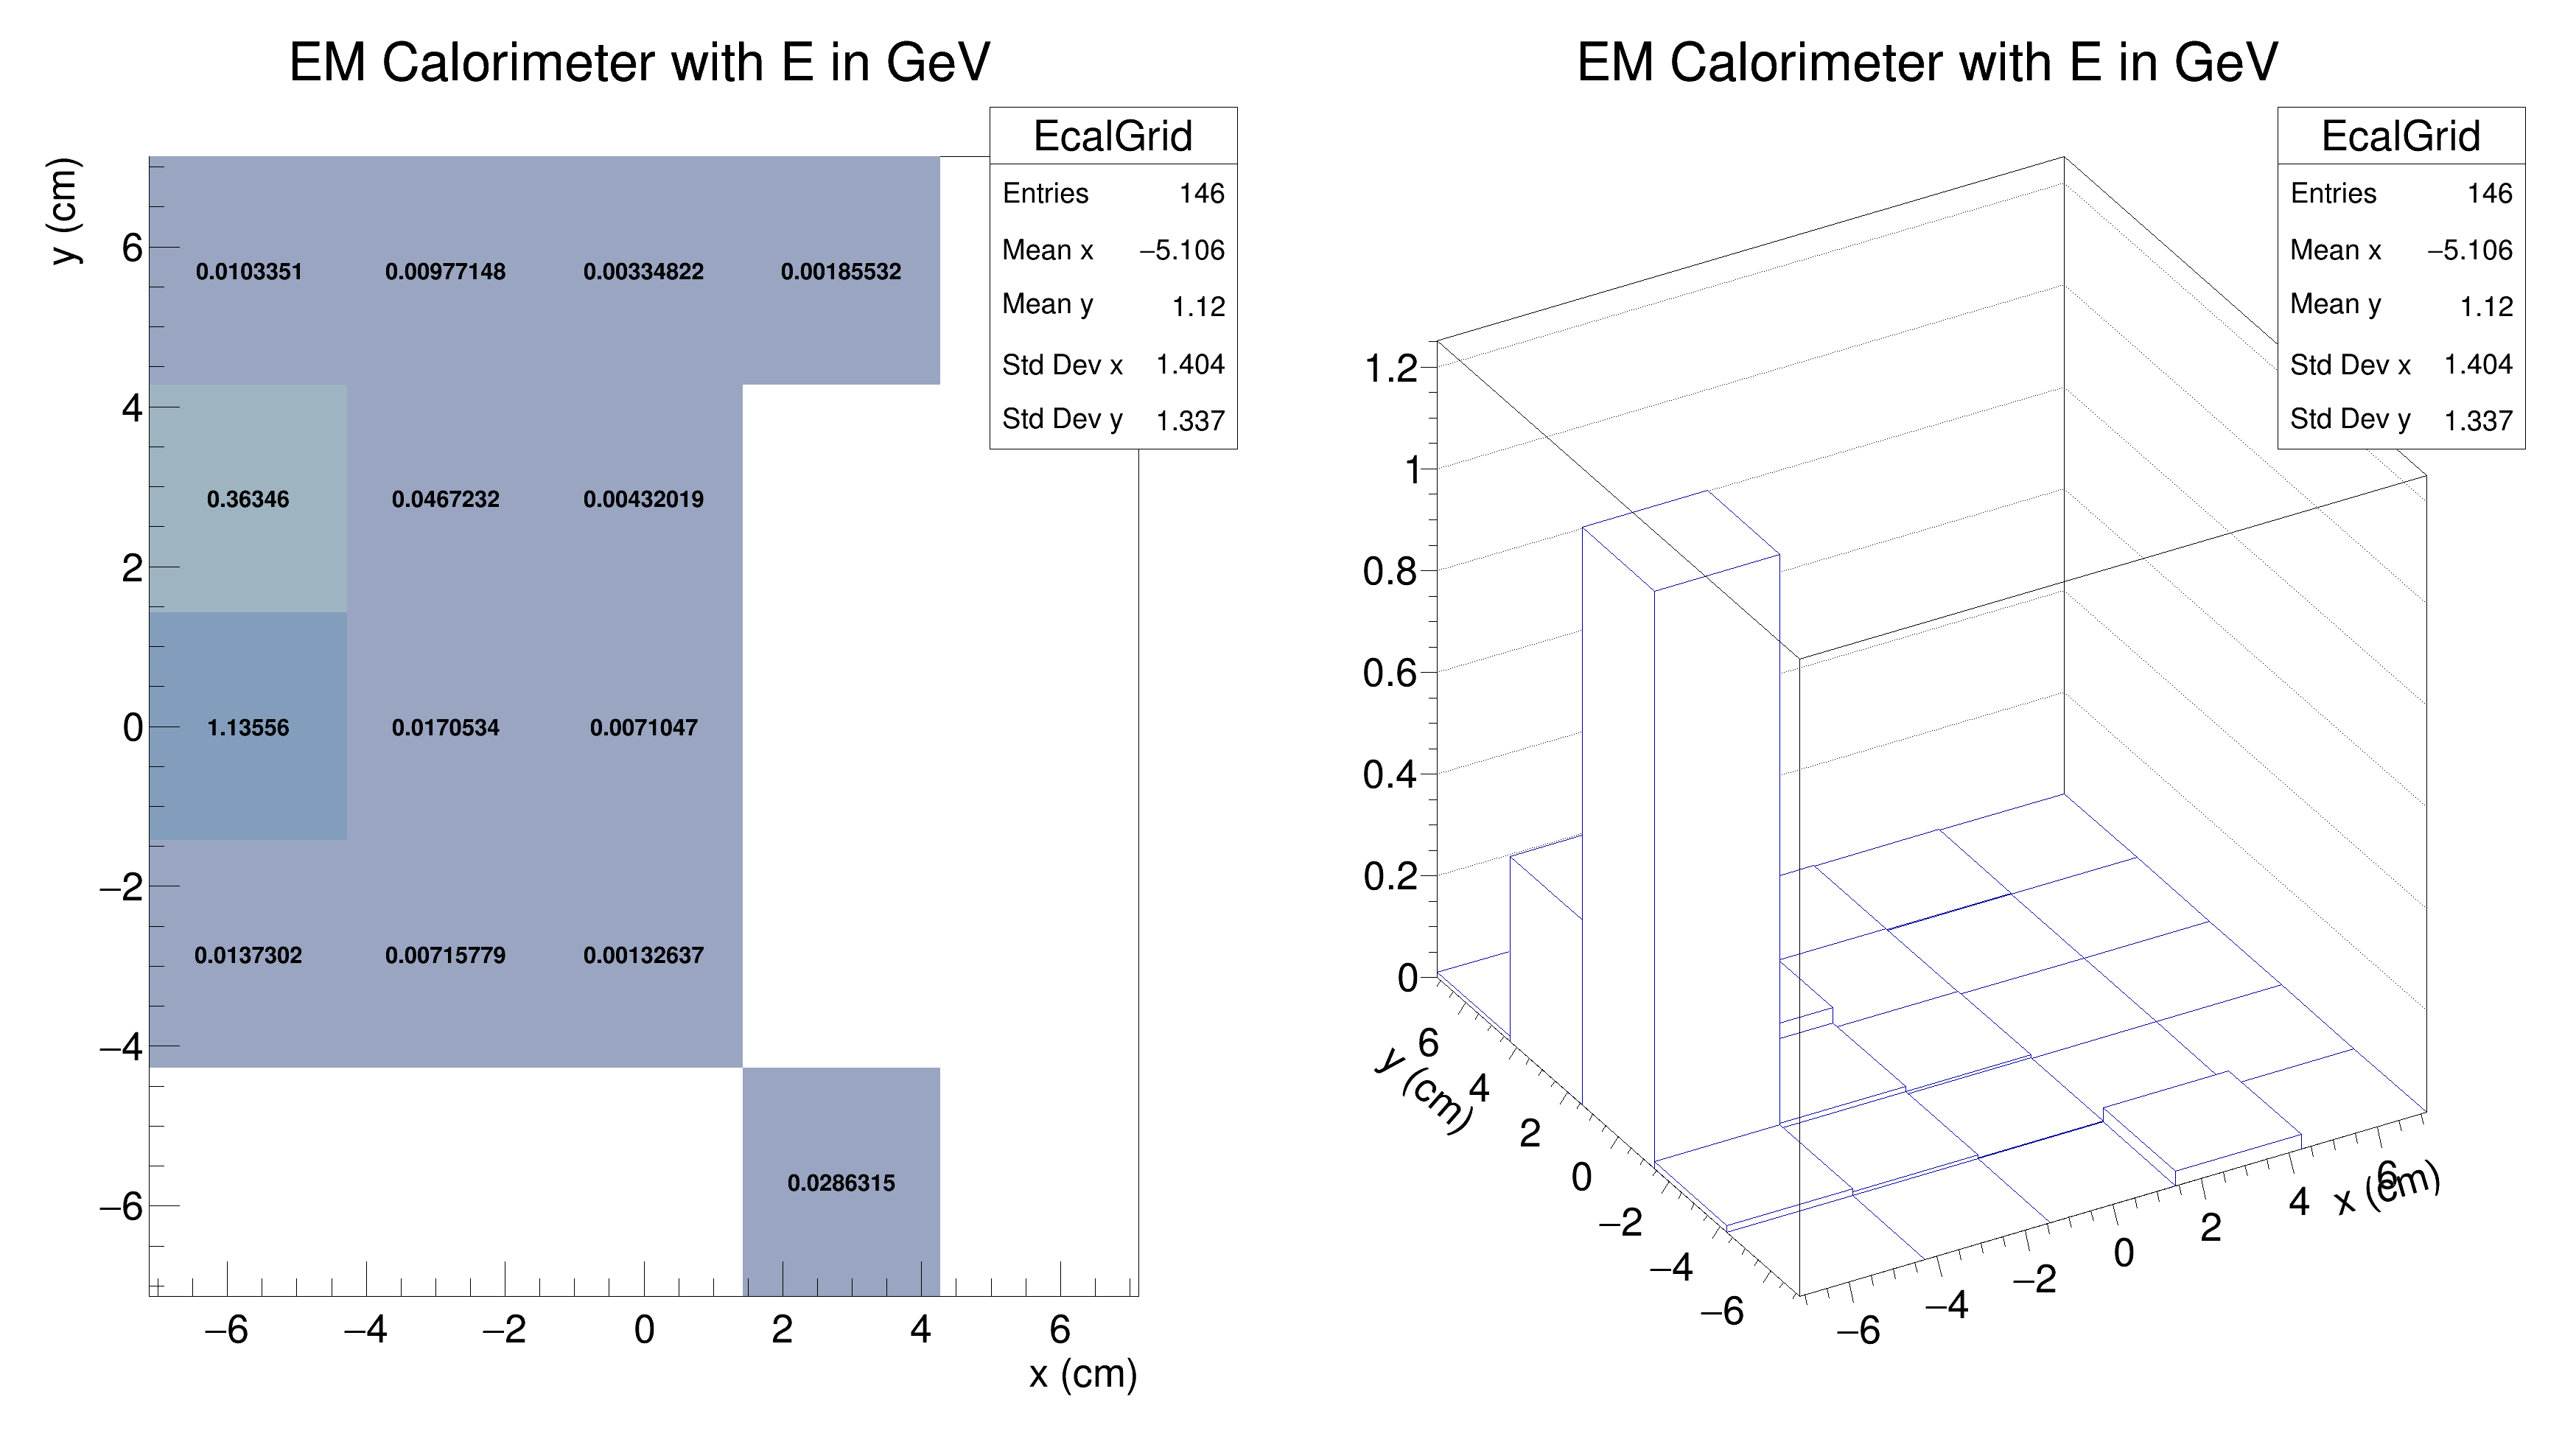 EM Calorimeter with E in GeV
EcalGrid
Entries 146
Mean x −5.106
Mean y 1.12
Std Dev x 1.404
Std Dev y 1.337
y (cm)
6
4
2
0
−2
−4
−6
0.0103351 0.00977148 0.00334822 0.00185532
0.36346 0.0467232 0.00432019
1.13556 0.0170534 0.0071047
0.0137302 0.00715779 0.00132637
0.0286315
−6 −4 −2 0 2 4 6
x (cm)
EM Calorimeter with E in GeV
EcalGrid
Entries 146
Mean x −5.106
Mean y 1.12
Std Dev x 1.404
Std Dev y 1.337
1.2
1
0.8
0.6
0.4
0.2
0
6
4
2
0
−2
−4
−6
y (cm)
−6 −4 −2 0 2 4 6
x (cm)